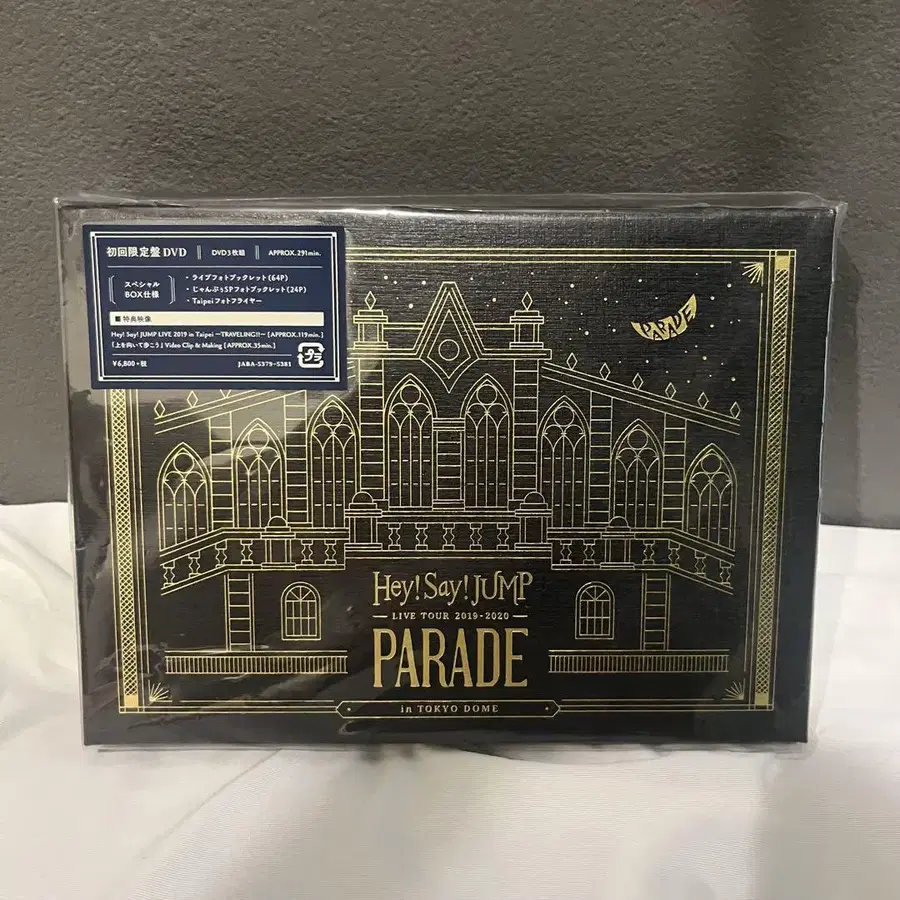 初回限定盤DVD DVD3枚組 APPROX.291min.
スペシャル
BOX仕様
・ライブフォトブックレット(64P)
・じゃんぷぅSPフォトブックレット(24P)
・Taipeiフォトフライヤー
■特典映像
Hey! Say! JUMP LIVE 2019 in Taipei ーTRAVELING!!ー [APPROX.119min.]
「上を向いて歩こう」Video Clip & Making [APPROX.35min.]
¥6,800+税 JABA-5379~5381
プラ
PARADE
Hey! Say! JUMP
LIVE TOUR 2019-2020
PARADE
in TOKYO DOME